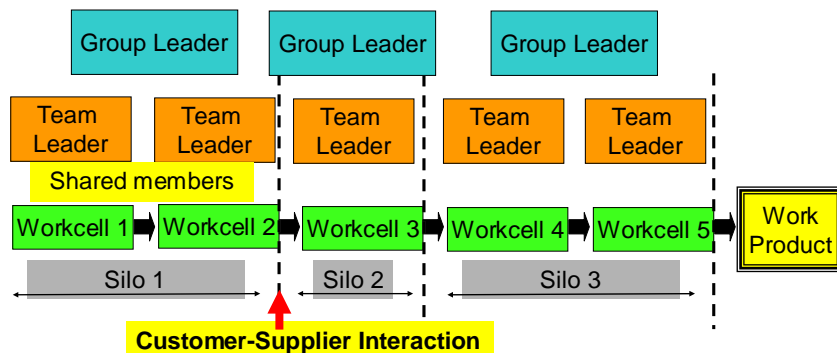 Group Leader
Group Leader
Group Leader
Team
Leader
Team
Leader
Team
Leader
Team
Leader
Team
Leader
Shared members
Workcell 1
Workcell 2
Workcell 3
Workcell 4
Workcell 5
Work
Product
Silo 1
Silo 2
Silo 3
Customer-Supplier Interaction